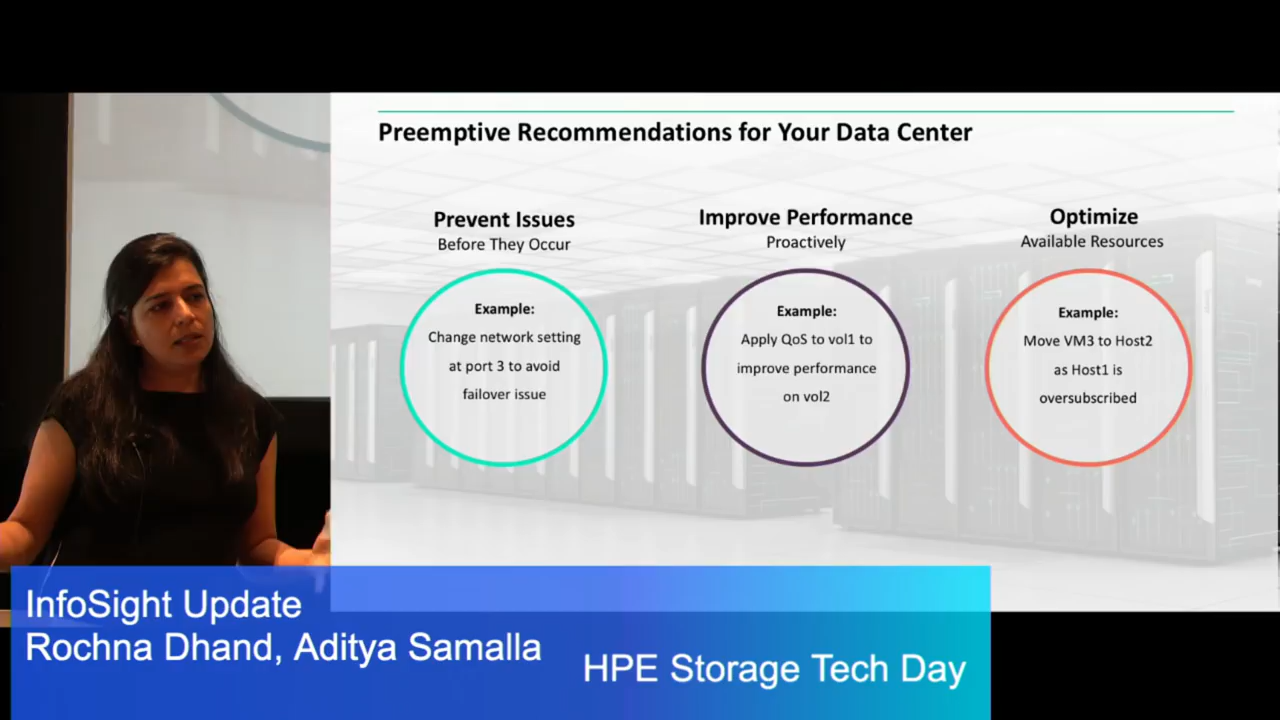 Preemptive Recommendations for Your Data Center
Prevent Issues
Before They Occur
Example:
Change network setting
at port 3 to avoid
failover issue
Improve Performance
Proactively
Example:
Apply QoS to vol1 to
improve performance
on vol2
Optimize
Available Resources
Example:
Move VM3 to Host2
as Host1 is
oversubscribed
InfoSight Update
Rochna Dhand, Aditya Samalla
HPE Storage Tech Day